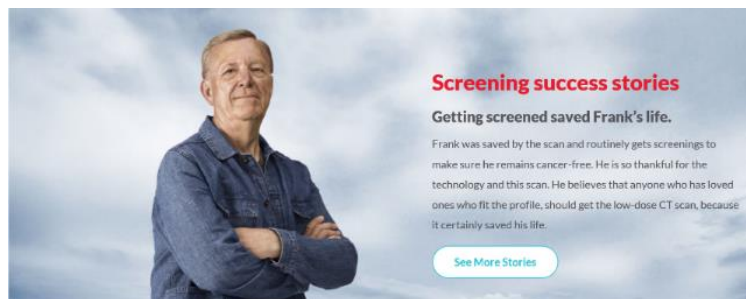 Screening success stories
Getting screened saved Frank's life.
Frank was saved by the scan and routinely gets screenings to
make sure he remains cancer-free. He is so thankful for the
technology and this scan. He believes that anyone who has loved
ones who fit the profile, should get the low-dose CT scan, because
it certainly saved his life.
See More Stories